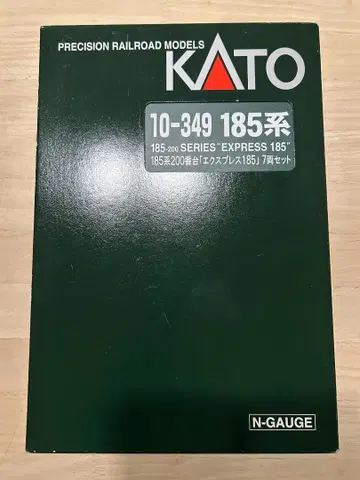 PRECISION RAILROAD MODELS
KATO
10-349 185系
185-200 SERIES "EXPRESS 185"
185系200番台「エクスプレス185」7両セット
N-GAUGE